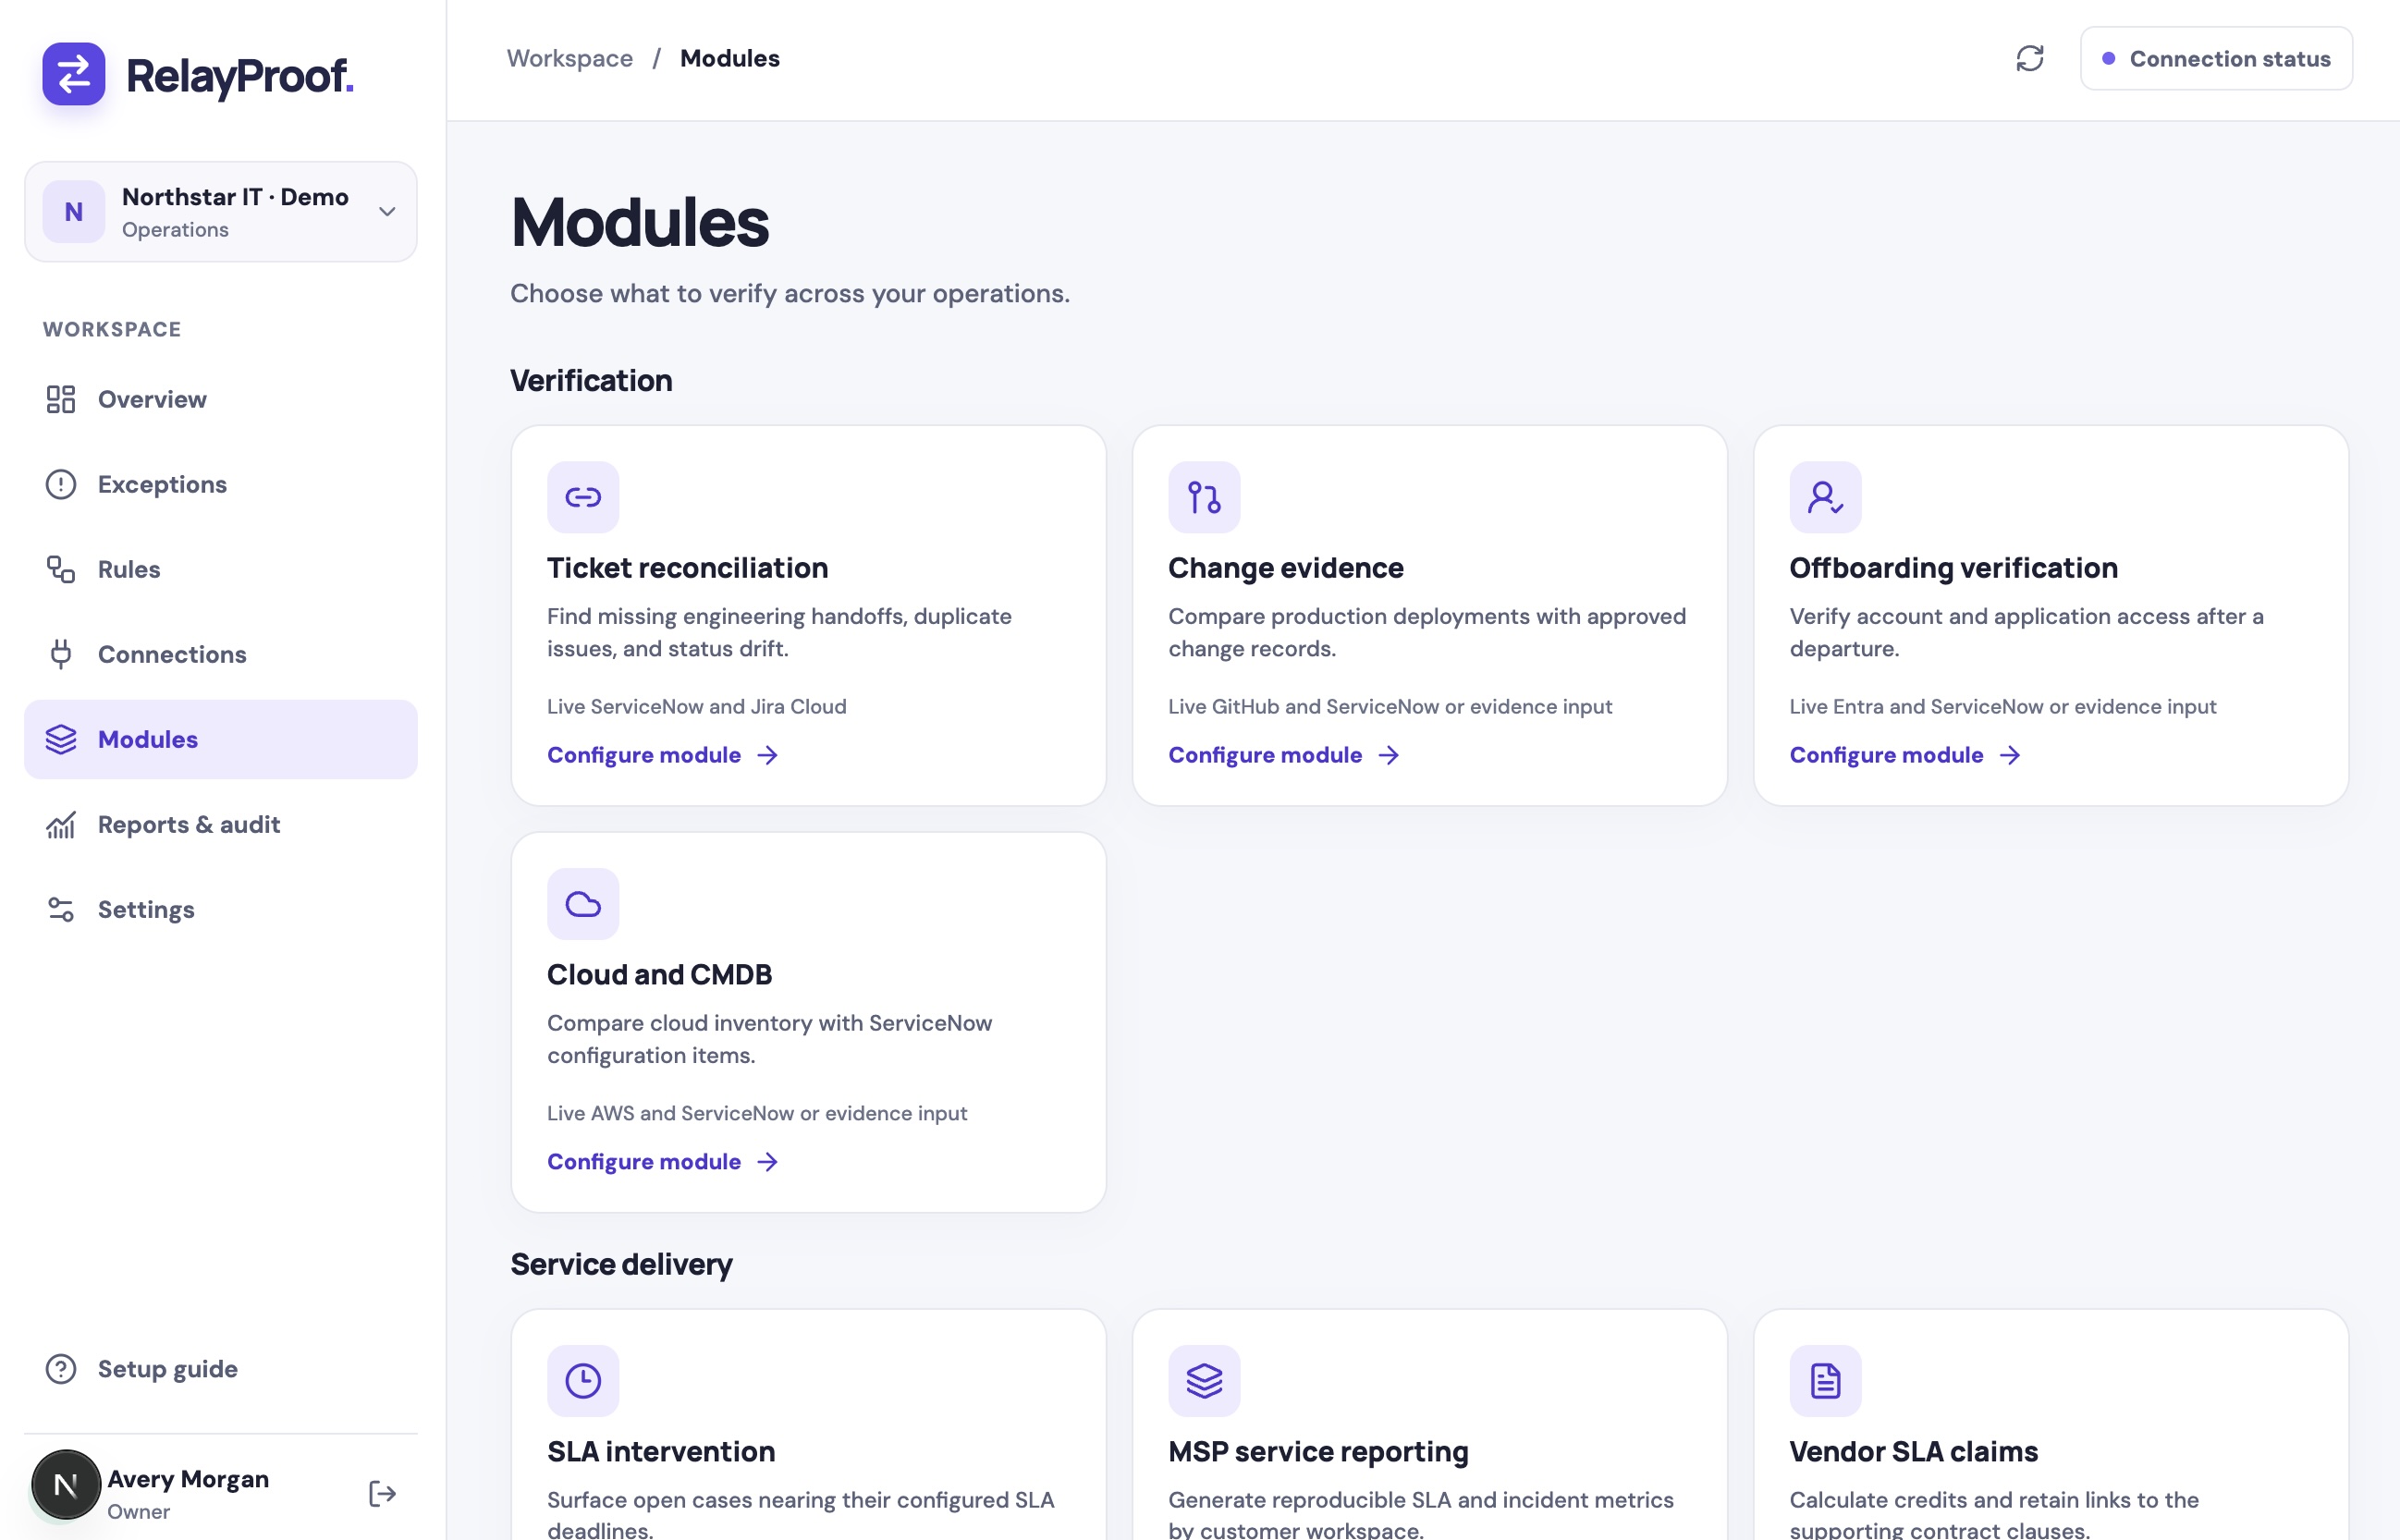 RelayProof.
N
Northstar IT · Demo
Operations
WORKSPACE
Overview
Exceptions
Rules
Connections
Modules
Reports & audit
Settings
Setup guide
N
Avery Morgan
Owner
Workspace / Modules
Connection status
Modules
Choose what to verify across your operations.
Verification
Ticket reconciliation
Find missing engineering handoffs, duplicate
issues, and status drift.
Live ServiceNow and Jira Cloud
Configure module
Change evidence
Compare production deployments with approved
change records.
Live GitHub and ServiceNow or evidence input
Configure module
Offboarding verification
Verify account and application access after a
departure.
Live Entra and ServiceNow or evidence input
Configure module
Cloud and CMDB
Compare cloud inventory with ServiceNow
configuration items.
Live AWS and ServiceNow or evidence input
Configure module
Service delivery
SLA intervention
Surface open cases nearing their configured SLA
deadlines.
MSP service reporting
Generate reproducible SLA and incident metrics
by customer workspace.
Vendor SLA claims
Calculate credits and retain links to the
supporting contract clauses.